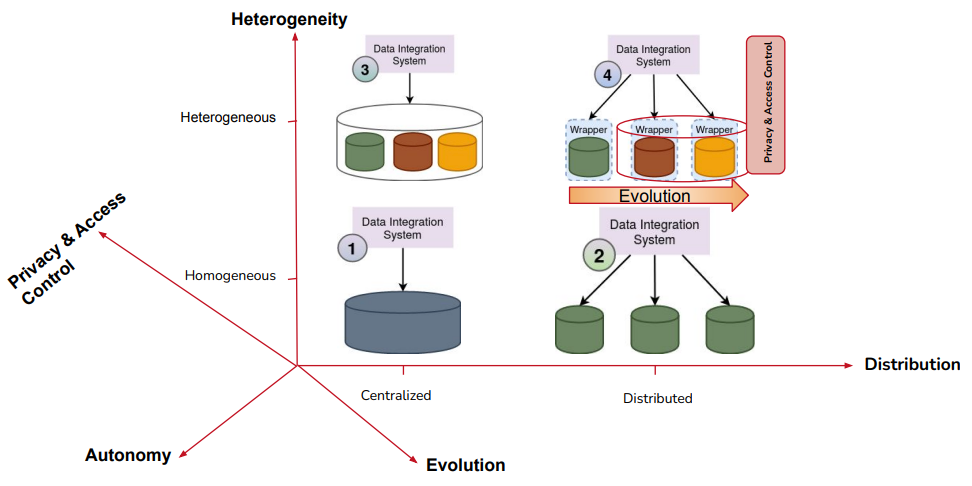 Heterogeneity
Data Integration
System
3
Data Integration
System
4
Privacy & Access Control
Heterogeneous
Wrapper
Wrapper
Wrapper
Evolution
Privacy & Access
Control
Data Integration
System
1
Data Integration
System
2
Homogeneous
Distribution
Centralized
Distributed
Autonomy
Evolution